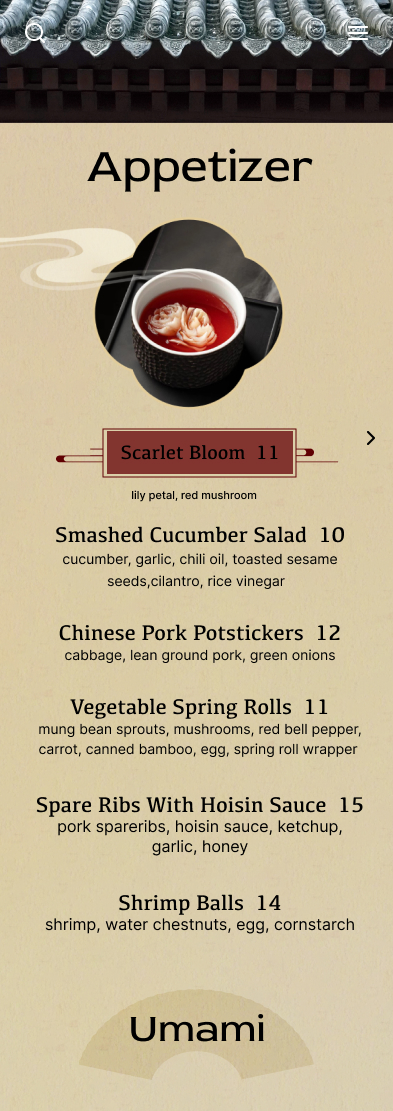 Appetizer
Scarlet Bloom 11
lily petal, red mushroom
Smashed Cucumber Salad 10
cucumber, garlic, chili oil, toasted sesame
seeds,cilantro, rice vinegar
Chinese Pork Potstickers 12
cabbage, lean ground pork, green onions
Vegetable Spring Rolls 11
mung bean sprouts, mushrooms, red bell pepper,
carrot, canned bamboo, egg, spring roll wrapper
Spare Ribs With Hoisin Sauce 15
pork spareribs, hoisin sauce, ketchup,
garlic, honey
Shrimp Balls 14
shrimp, water chestnuts, egg, cornstarch
Umami